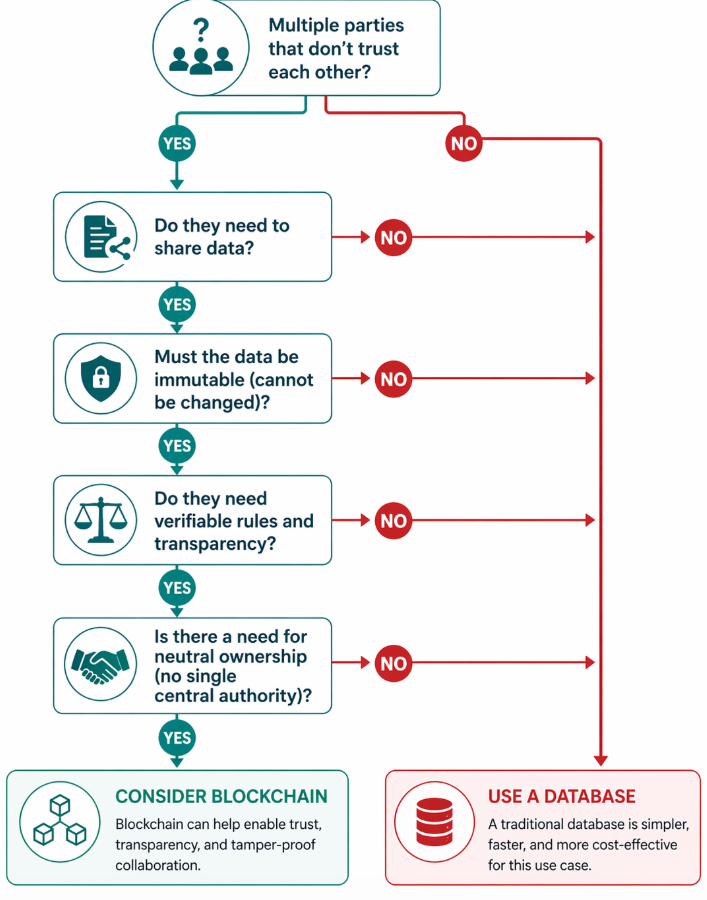 ?
Multiple parties
that don't trust
each other?
YES
NO
Do they need to
share data?
NO
YES
Must the data be
immutable (cannot
be changed)?
NO
YES
Do they need
verifiable rules and
transparency?
NO
YES
Is there a need for
neutral ownership
(no single
central authority)?
NO
YES
CONSIDER BLOCKCHAIN
Blockchain can help enable trust,
transparency, and tamper-proof
collaboration.
USE A DATABASE
A traditional database is simpler,
faster, and more cost-effective
for this use case.